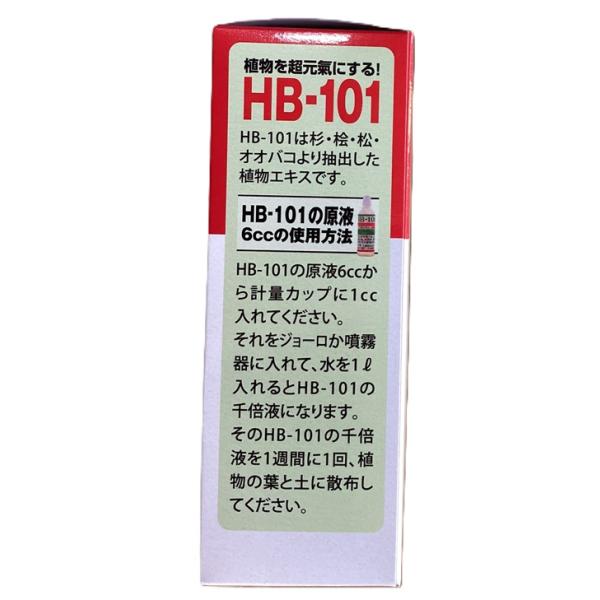 植物を超元氣にする!
HB-101
HB-101は杉・桧・松・
オオバコより抽出した
植物エキスです。
HB-101の原液
6ccの使用方法
HB-101
HB-101の原液6ccか
ら計量カップに1cc
入れてください。
それをジョーロか噴霧
器に入れて、水を1ℓ
入れるとHB-101の
千倍液になります。
そのHB-101の千倍
液を1週間に1回、植
物の葉と土に散布し
てください。